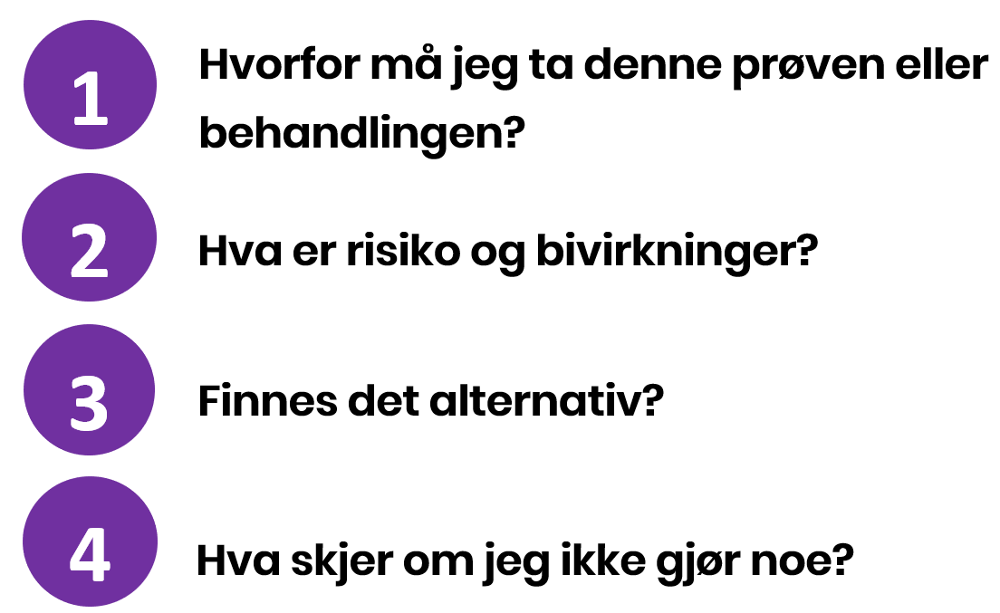 1 Hvorfor må jeg ta denne prøven eller
behandlingen?
2 Hva er risiko og bivirkninger?
3 Finnes det alternativ?
4 Hva skjer om jeg ikke gjør noe?